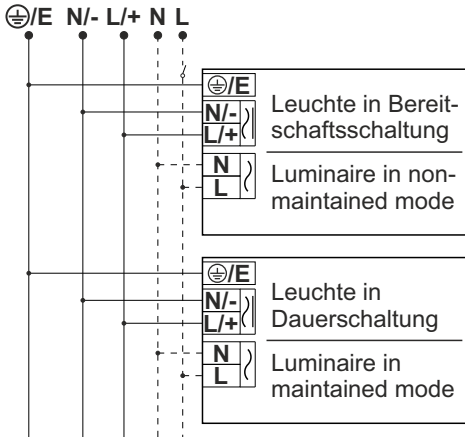 ⏚/E N/- L/+ N L
⏚/E
N/-
L/+
N
L
Leuchte in Bereit-
schaftsschaltung
Luminaire in non-
maintained mode
⏚/E
N/-
L/+
N
L
Leuchte in
Dauerschaltung
Luminaire in
maintained mode